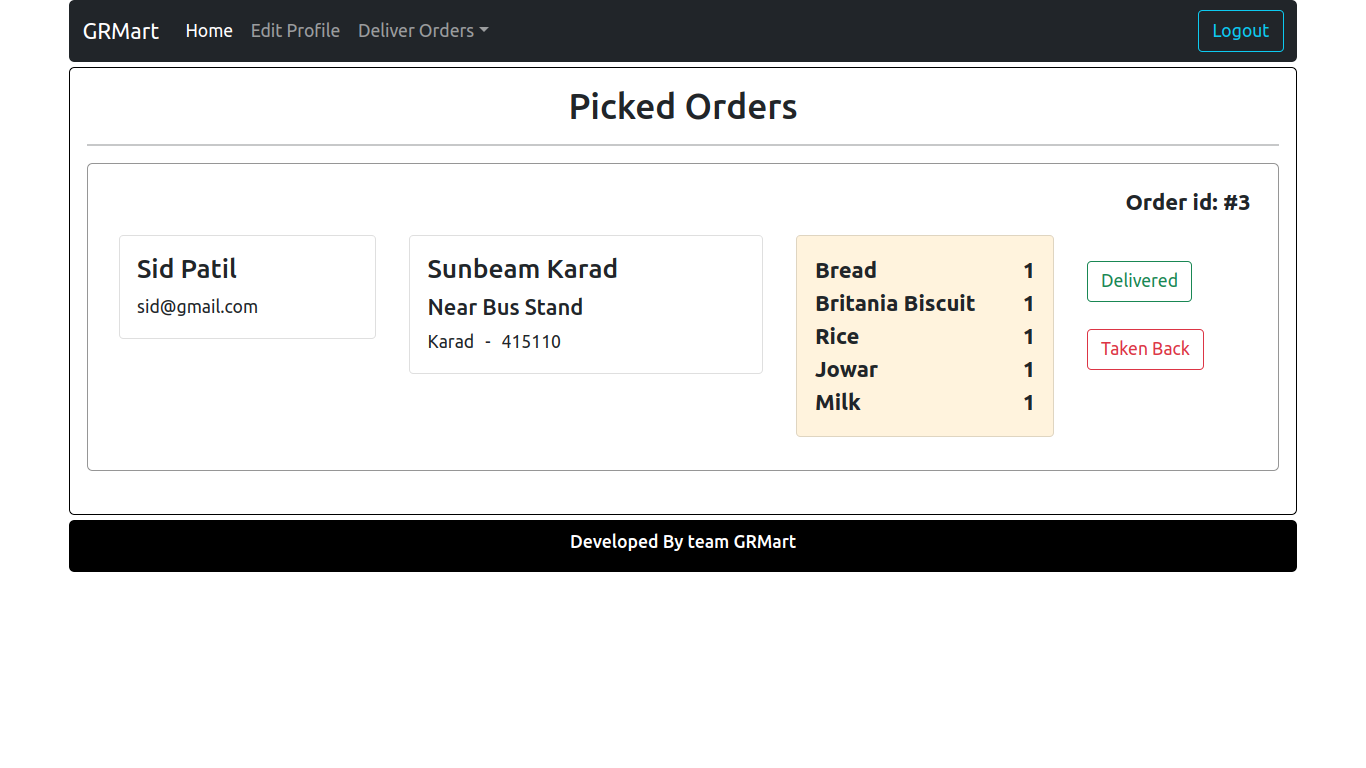 GRMart Home Edit Profile Deliver Orders Logout
Picked Orders
Order id: #3
Sid Patil
sid@gmail.com
Sunbeam Karad
Near Bus Stand
Karad - 415110
Bread 1
Britania Biscuit 1
Rice 1
Jowar 1
Milk 1
Delivered
Taken Back
Developed By team GRMart